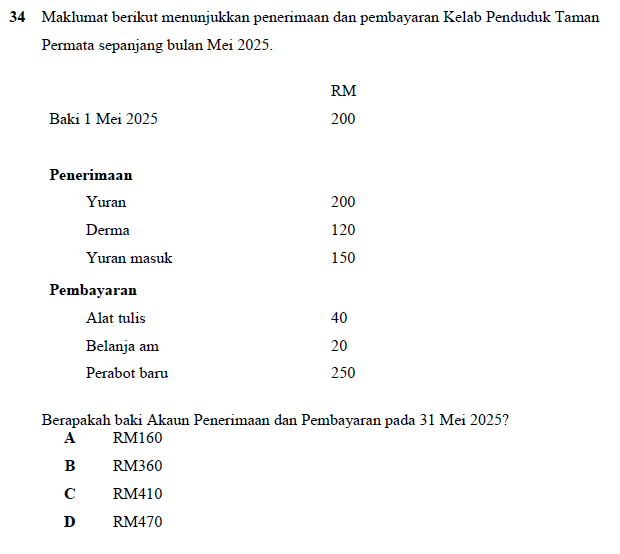 34 Maklumat berikut menunjukkan penerimaan dan pembayaran Kelab Penduduk Taman
Permata sepanjang bulan Mei 2025.
RM
Baki 1 Mei 2025 200
Penerimaan
Yuran 200
Derma 120
Yuran masuk 150
Pembayaran
Alat tulis 40
Belanja am 20
Perabot baru 250
Berapakah baki Akaun Penerimaan dan Pembayaran pada 31 Mei 2025?
A RM160
B RM360
C RM410
D RM470